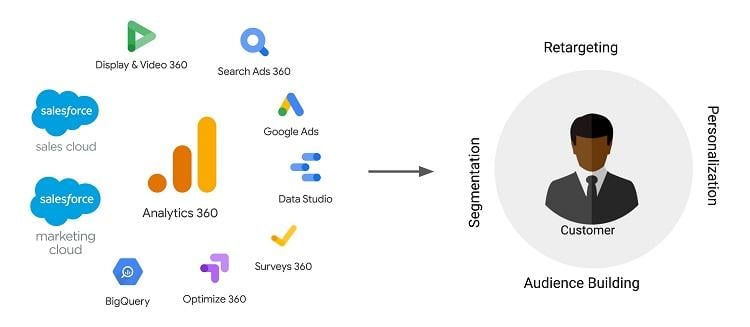 Display & Video 360
Search Ads 360
salesforce
sales cloud
Google Ads
Data Studio
salesforce
marketing
cloud
Analytics 360
Surveys 360
BigQuery
Optimize 360
Retargeting
Segmentation
Personalization
Customer
Audience Building